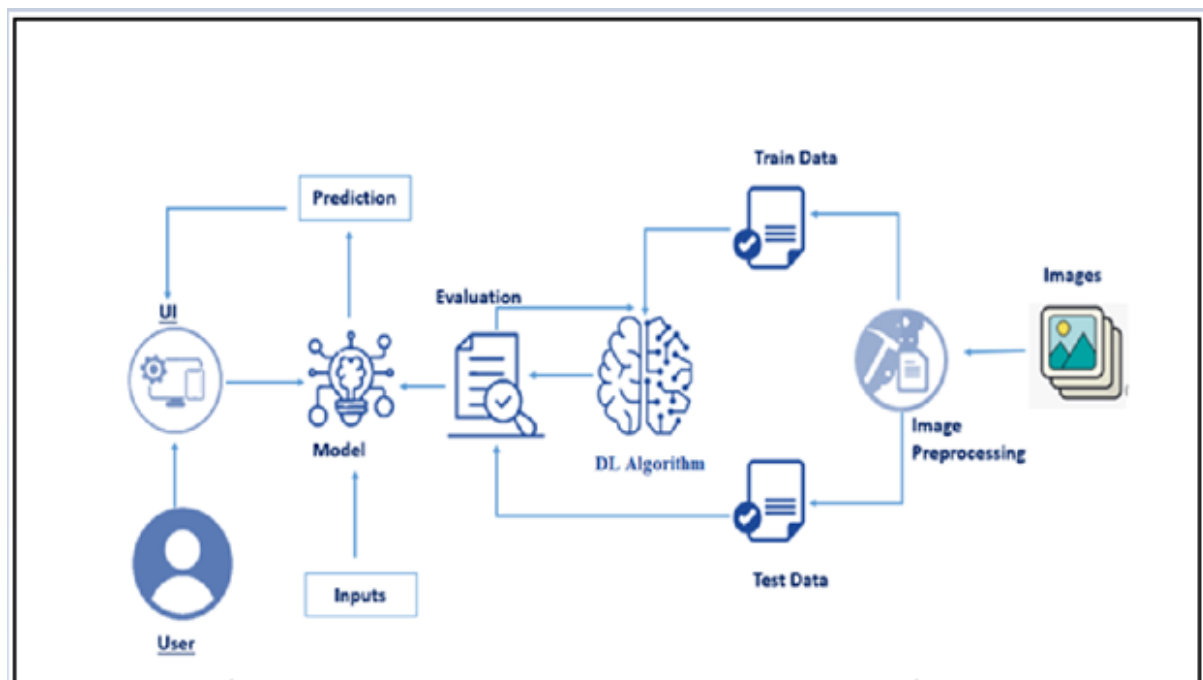 Train Data
Prediction
Images
Evaluation
UI
Model
DL Algorithm
Image
Preprocessing
Inputs
Test Data
User